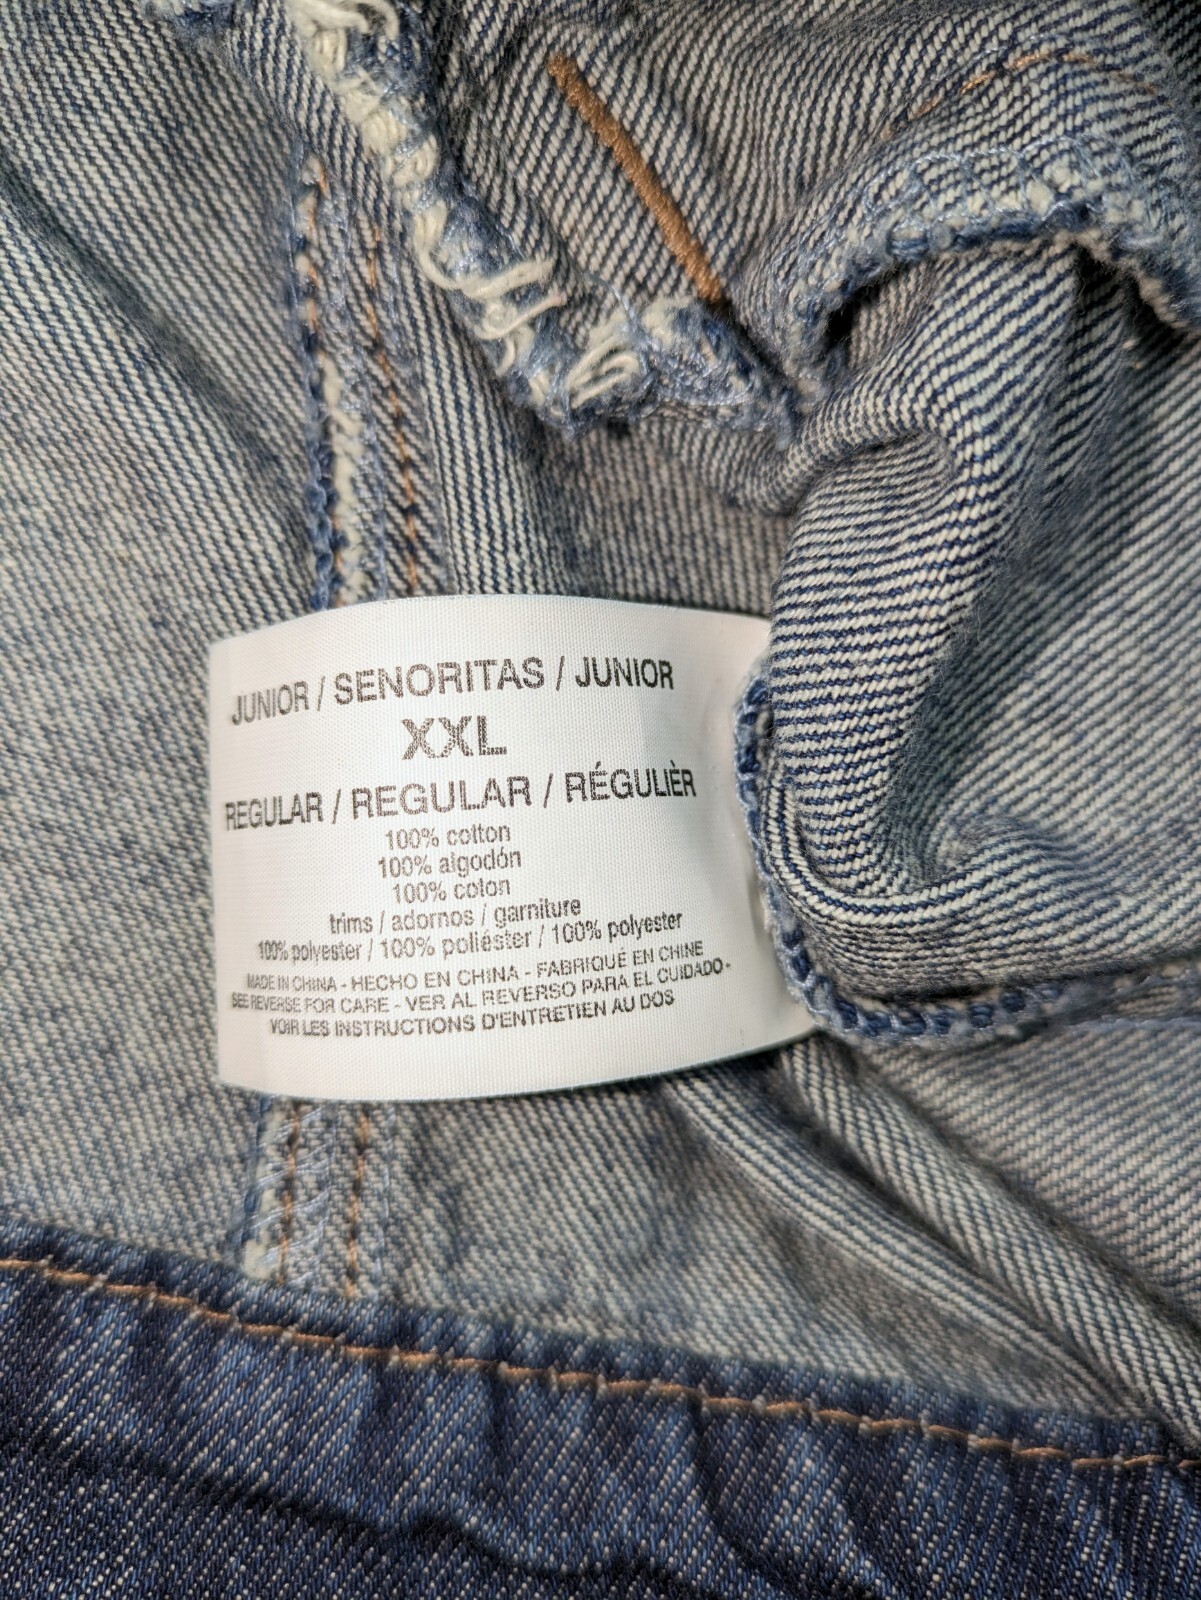 JUNIOR / SENORITAS / JUNIOR
XXL
REGULAR / REGULAR / RÉGULIÈR
100% cotton
100% algodón
100% coton
trims / adornos / garniture
100% polyester / 100% poliéster / 100% polyester
MADE IN CHINA - HECHO EN CHINA - FABRIQUÉ EN CHINE
SEE REVERSE FOR CARE - VER AL REVERSO PARA EL CUIDADO -
VOIR LES INSTRUCTIONS D'ENTRETIEN AU DOS